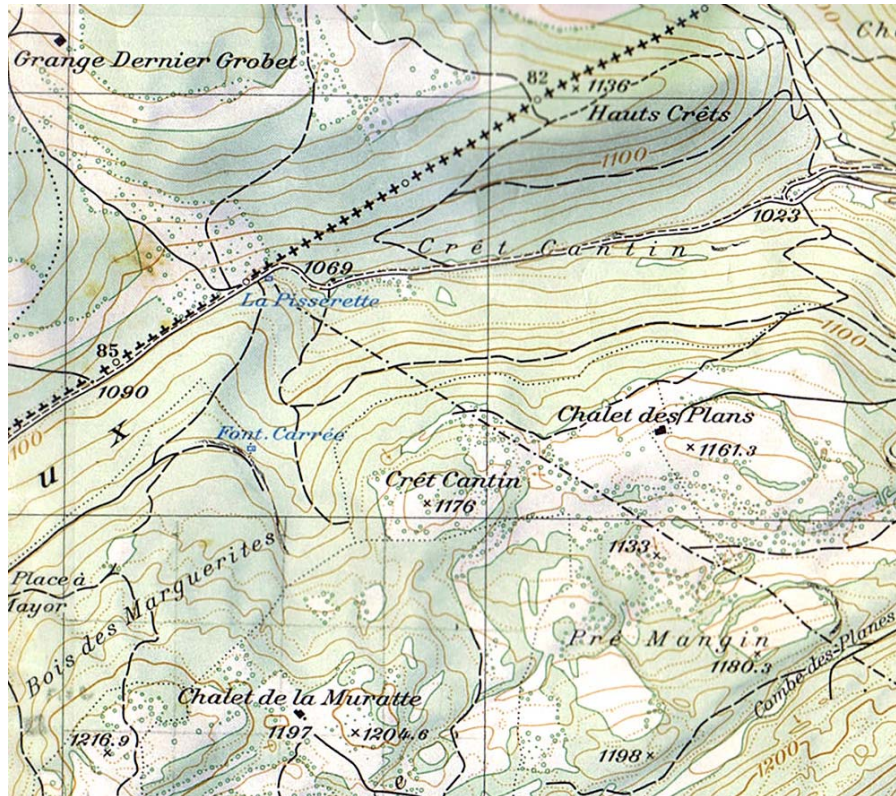 1100
Grange Dernier Grobet
82
1136
Hauts Crêts
1100
1023
Crêt Cantin
1069
La Pisserette
85
1090
1100
100
Chalet des Plans
u x
Font. Carrée
1161.3
Crêt Cantin
1176
1133
Place à
Mayor
Bois des Marguerites
Pré Mangin
1180.3
Combe-des-Planes
Chalet de la Muratte
1216.9
1197
1204.6
1198
1200
e